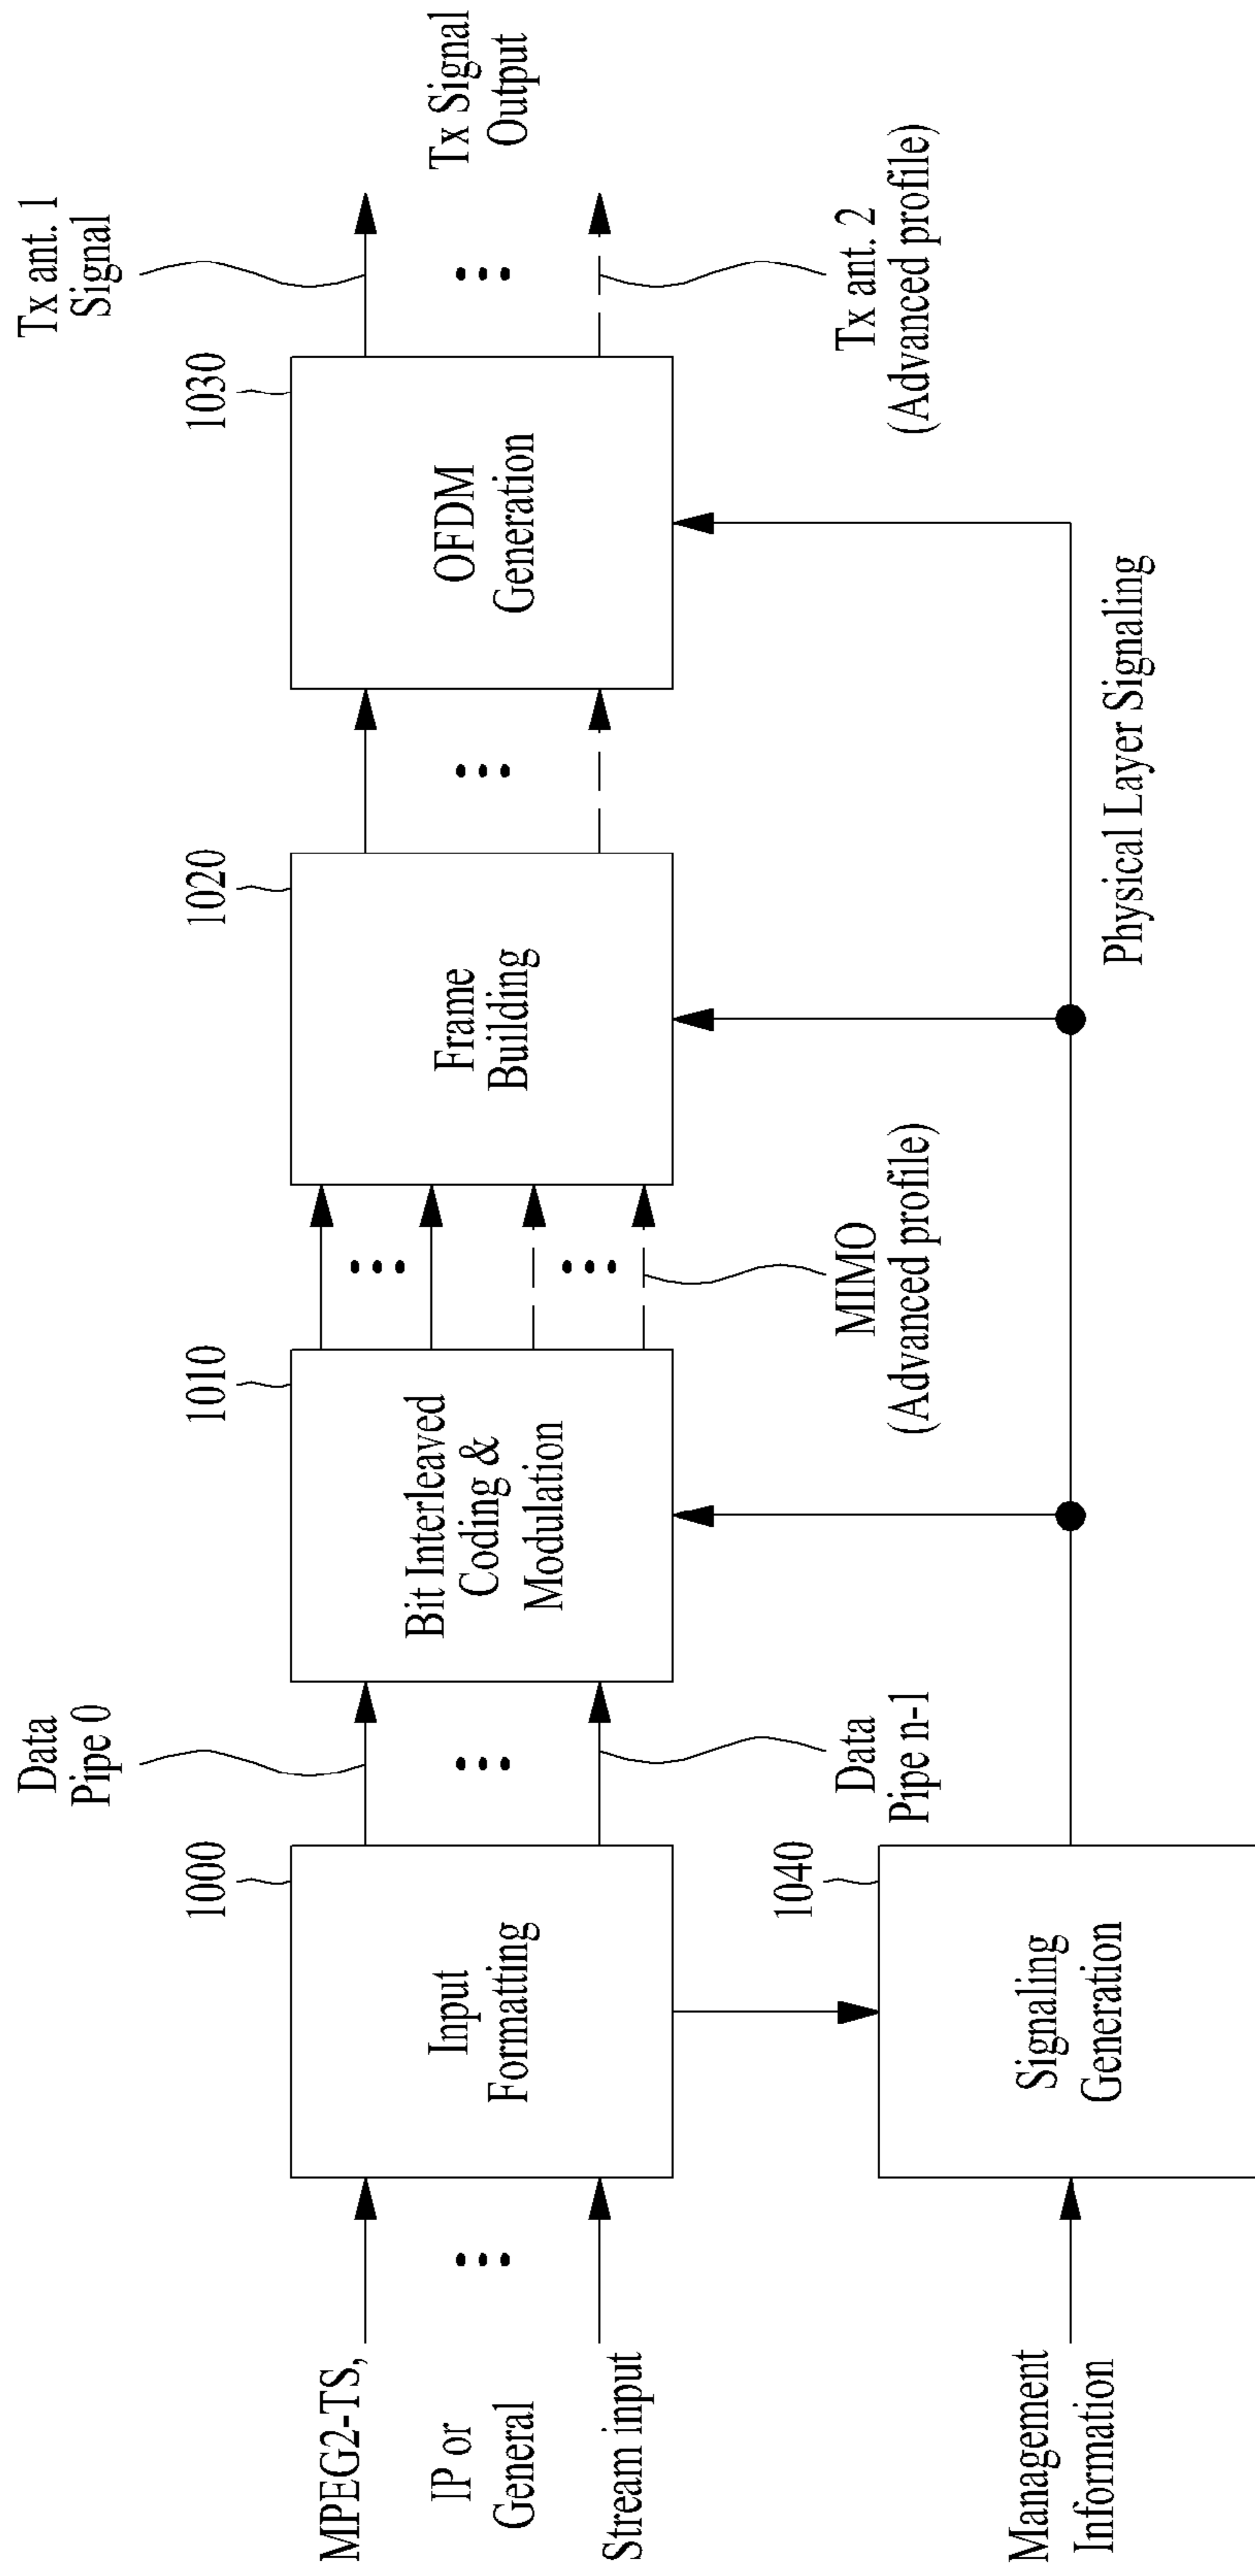 MPEG2-TS,
IP or
General
Stream input
Management
Information
1000
Input
Formatting
1040
Signaling
Generation
Data
Pipe 0
Data
Pipe n-1
1010
Bit Interleaved
Coding &
Modulation
MIMO
(Advanced profile)
1020
Frame
Building
Physical Layer Signaling
1030
OFDM
Generation
Tx ant. 1
Signal
Tx Signal
Output
Tx ant. 2
(Advanced profile)